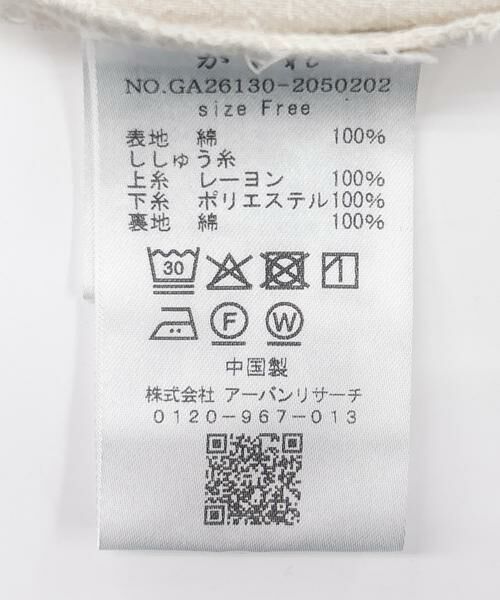 NO.GA26130-2050202
size Free
表地 綿 100%
ししゅう糸
上糸 レーヨン 100%
下糸 ポリエステル100%
裏地 綿 100%
30
F W
中国製
株式会社 アーバンリサーチ
0120-967-013